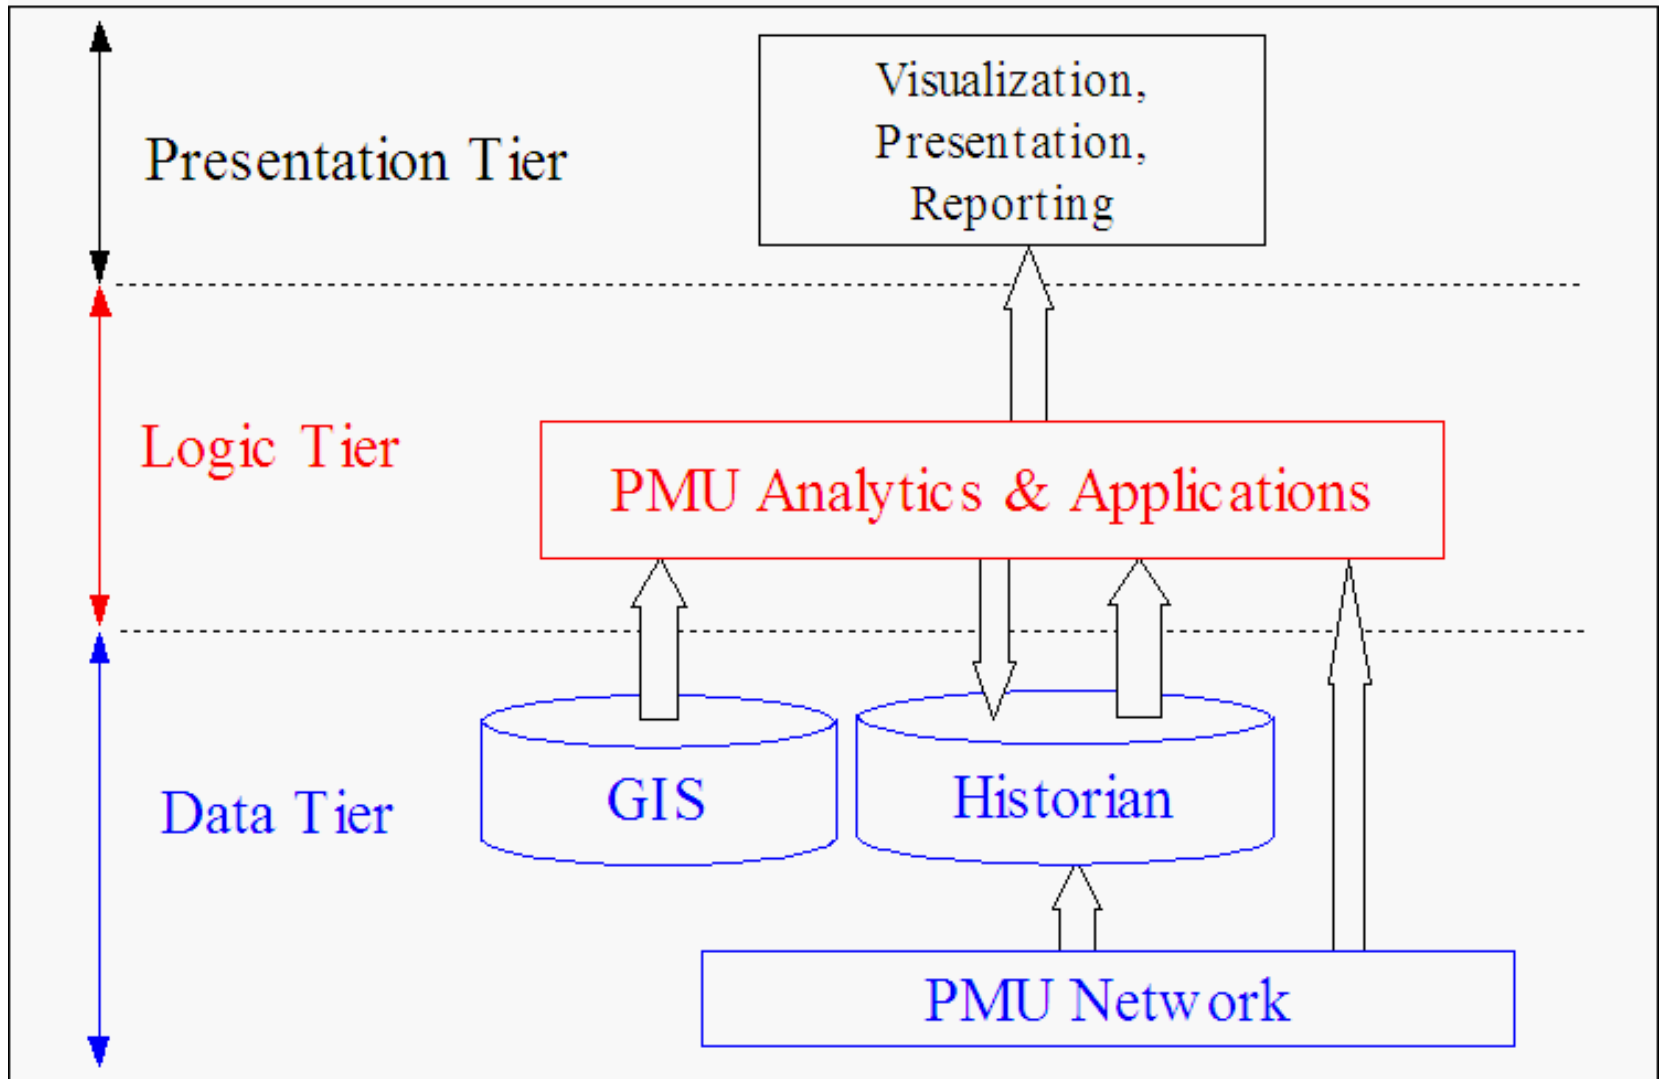 Visualization,
Presentation,
Reporting
Presentation Tier
Logic Tier
PMU Analytics & Applications
Data Tier
GIS
Historian
PMU Network